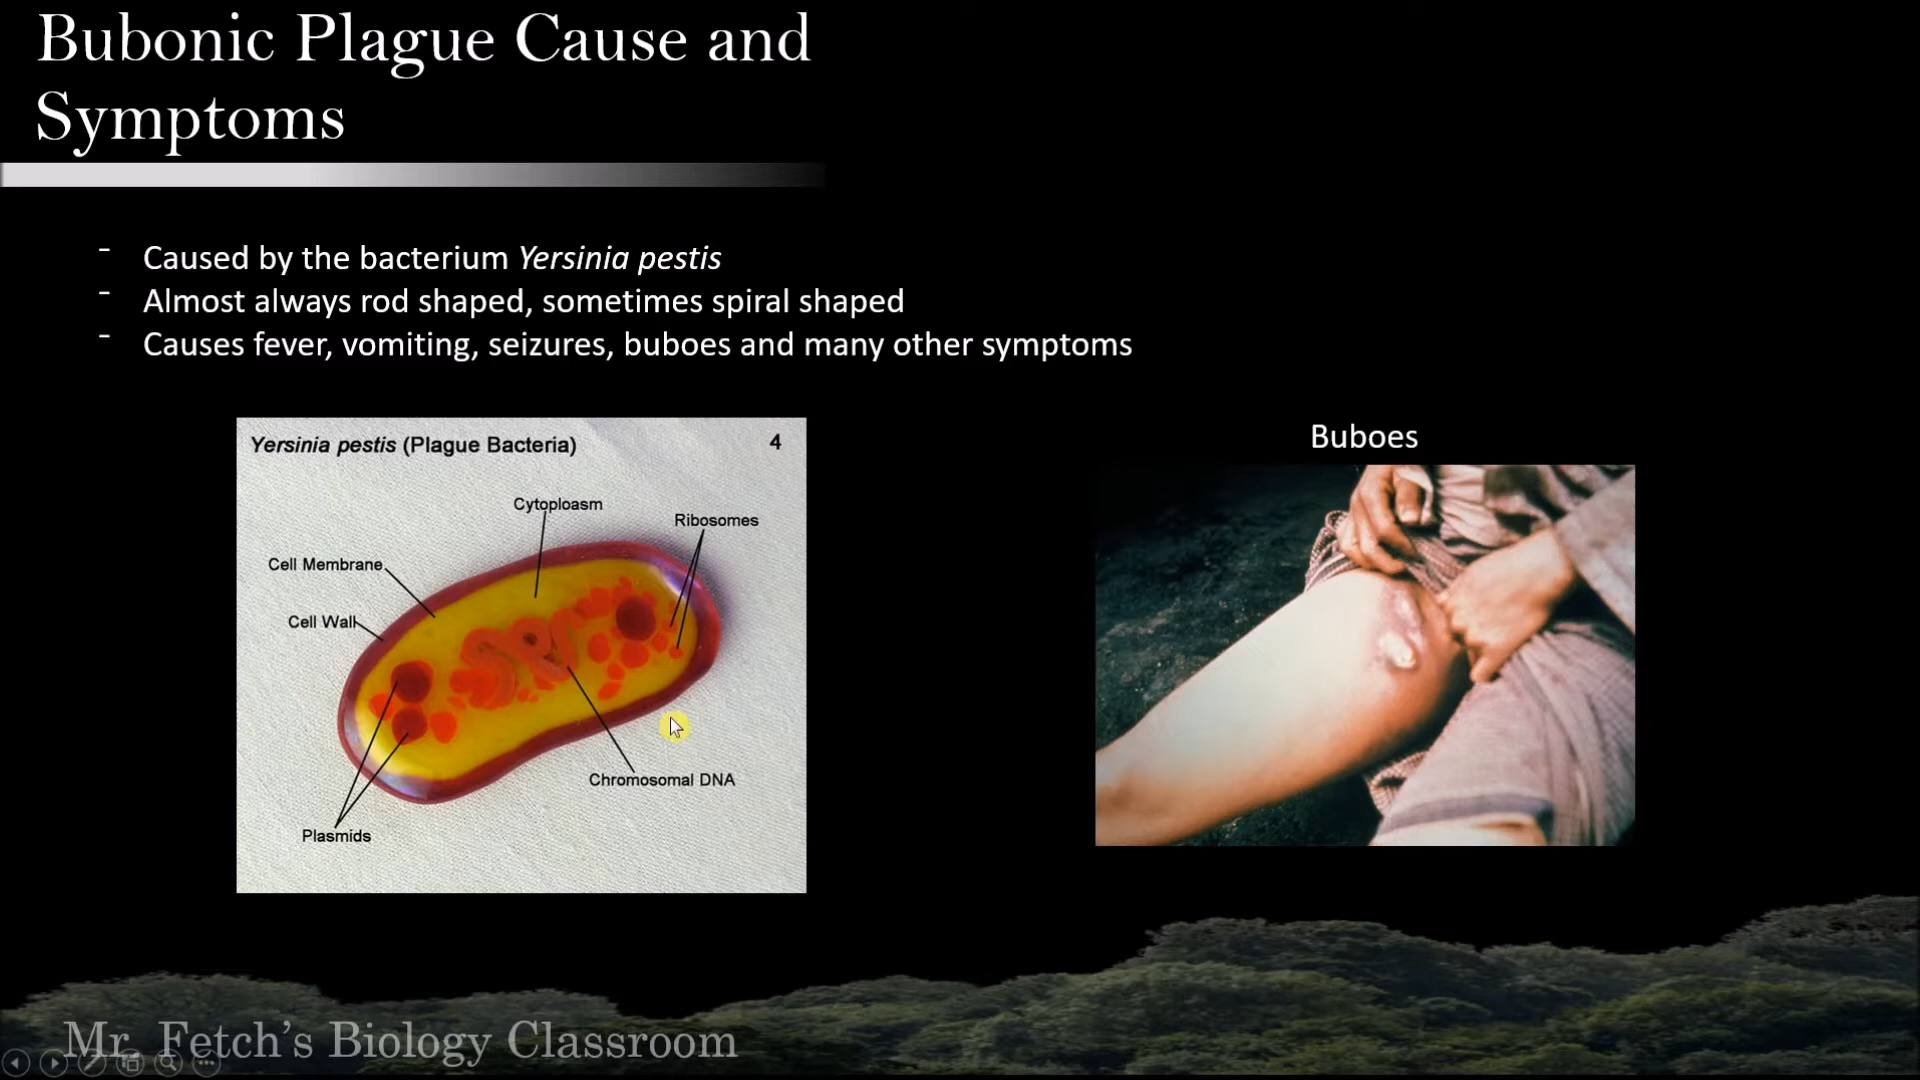 Bubonic Plague Cause and
Symptoms
- Caused by the bacterium Yersinia pestis
- Almost always rod shaped, sometimes spiral shaped
- Causes fever, vomiting, seizures, buboes and many other symptoms
Yersinia pestis (Plague Bacteria) 4
Cytoploasm
Ribosomes
Cell Membrane
Cell Wall
Chromosomal DNA
Plasmids
Buboes
Mr. Fetch's Biology Classroom